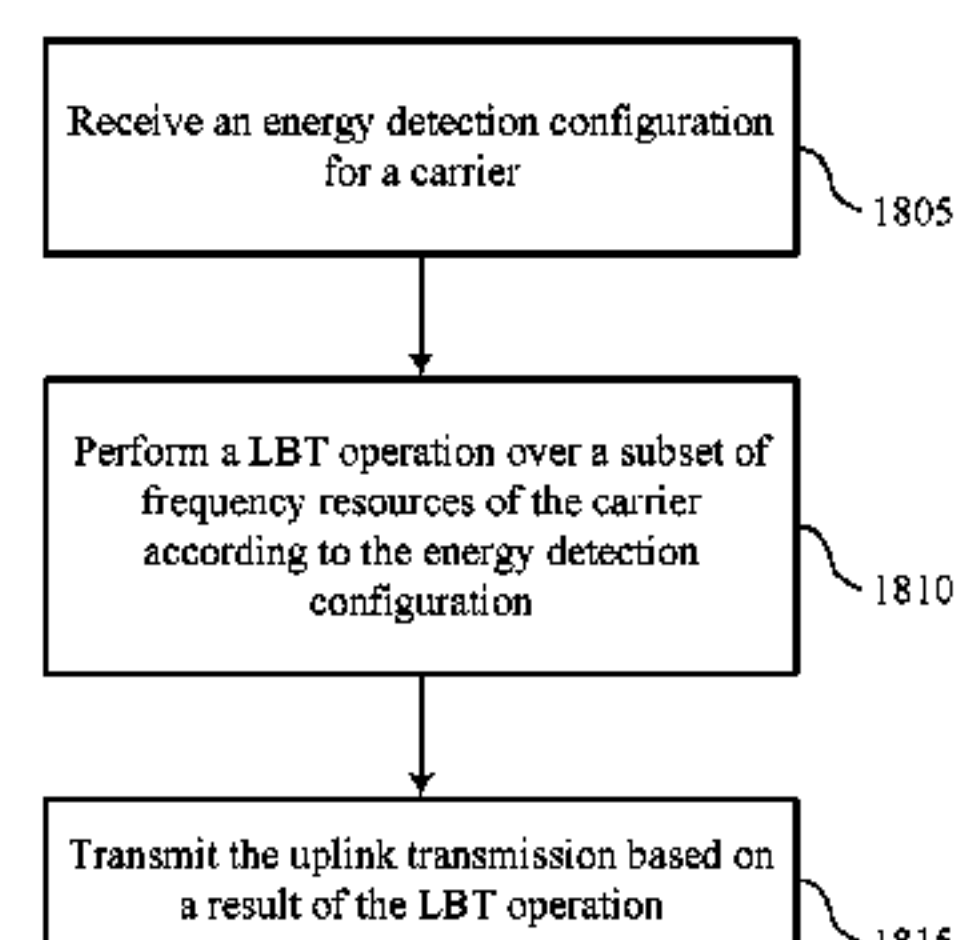 Receive an energy detection configuration
for a carrier
1805
Perform a LBT operation over a subset of
frequency resources of the carrier
according to the energy detection
configuration
1810
Transmit the uplink transmission based on
a result of the LBT operation
1815